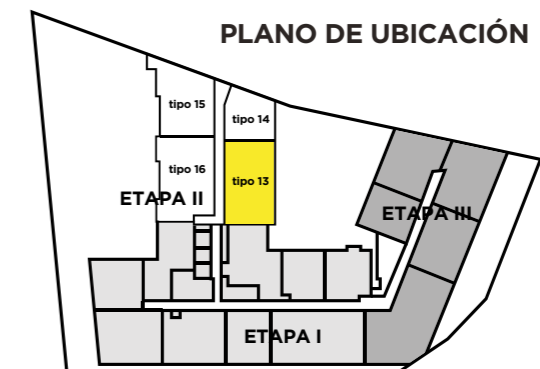 PLANO DE UBICACIÓN
tipo 15
tipo 14
tipo 16
tipo 13
ETAPA II
ETAPA III
ETAPA I